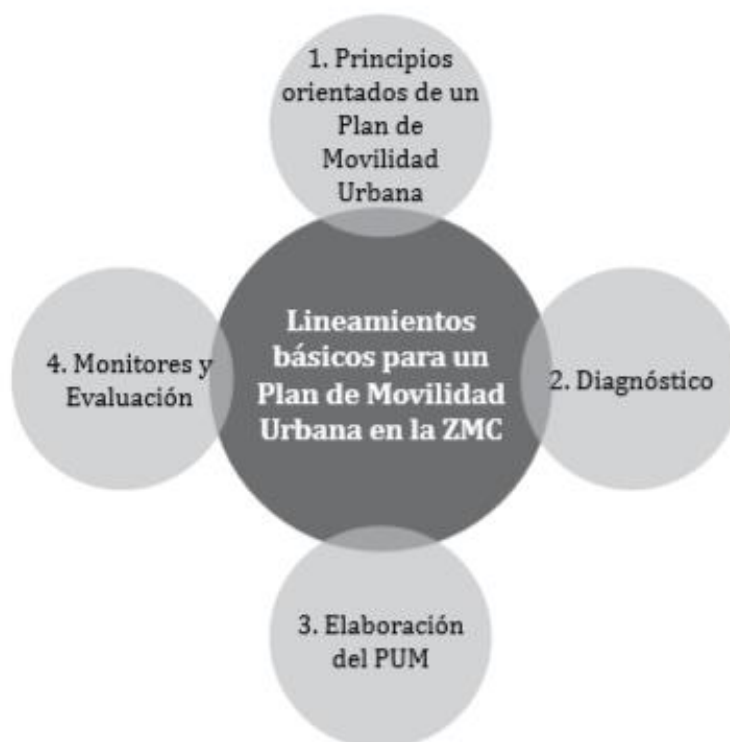 1. Principios
orientados de un
Plan de
Movilidad
Urbana
Lineamientos
básicos para un
Plan de Movilidad
Urbana en la ZMC
2. Diagnóstico
3. Elaboración
del PUM
4. Monitores y
Evaluación